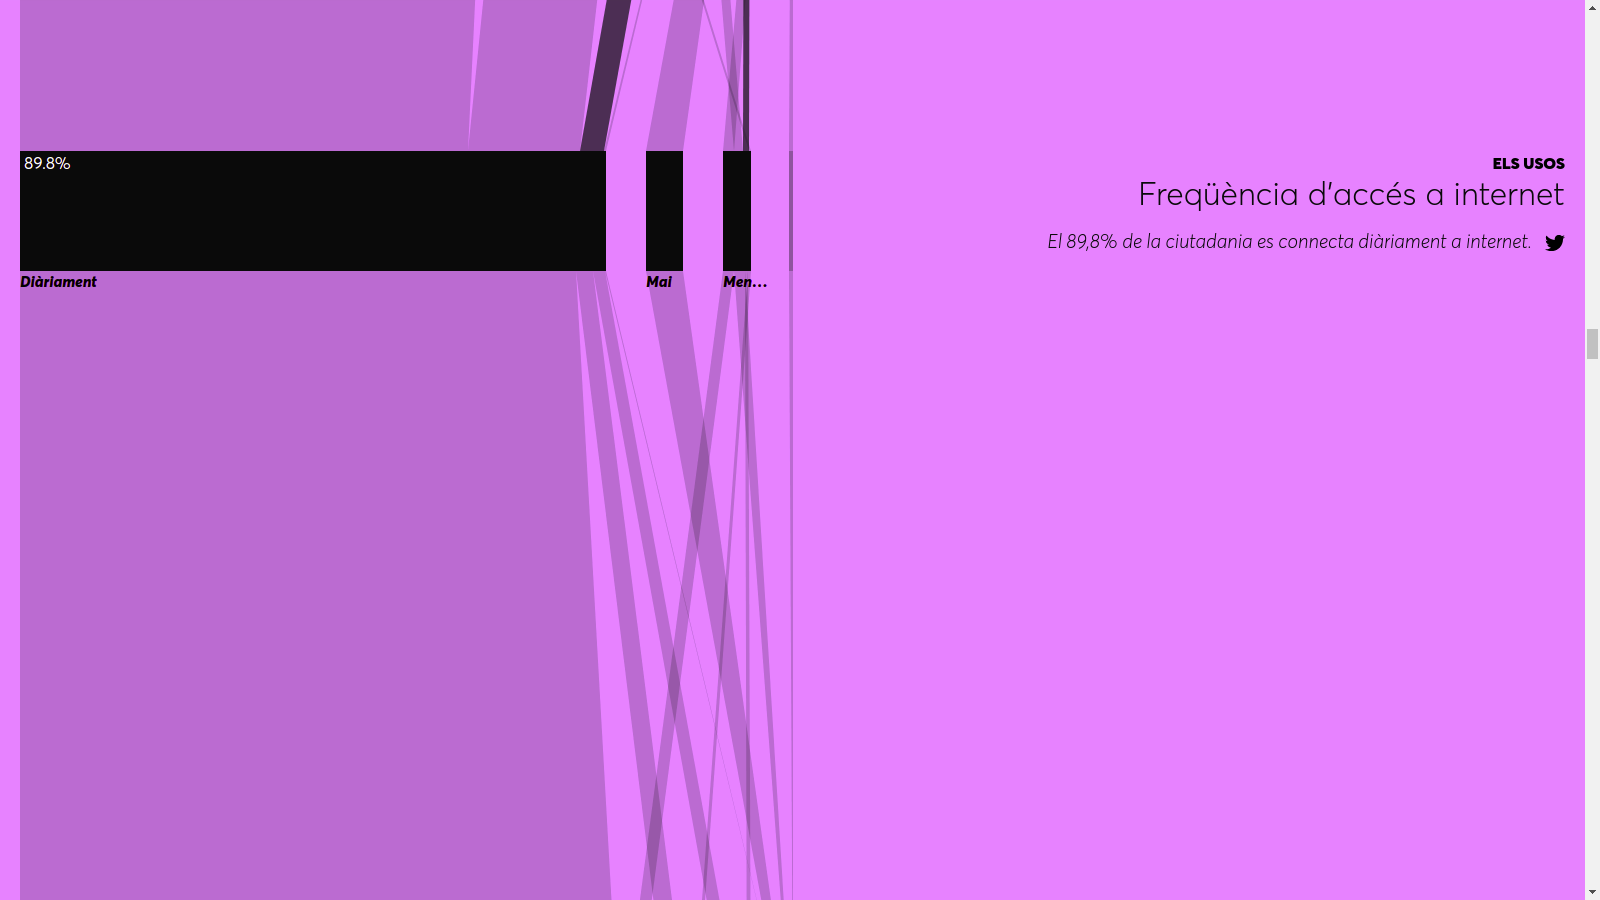 89.8%
Diàriament
Mai
Men...
ELS USOS
Freqüència d'accés a internet
El 89,8% de la ciutadania es connecta diàriament a internet.